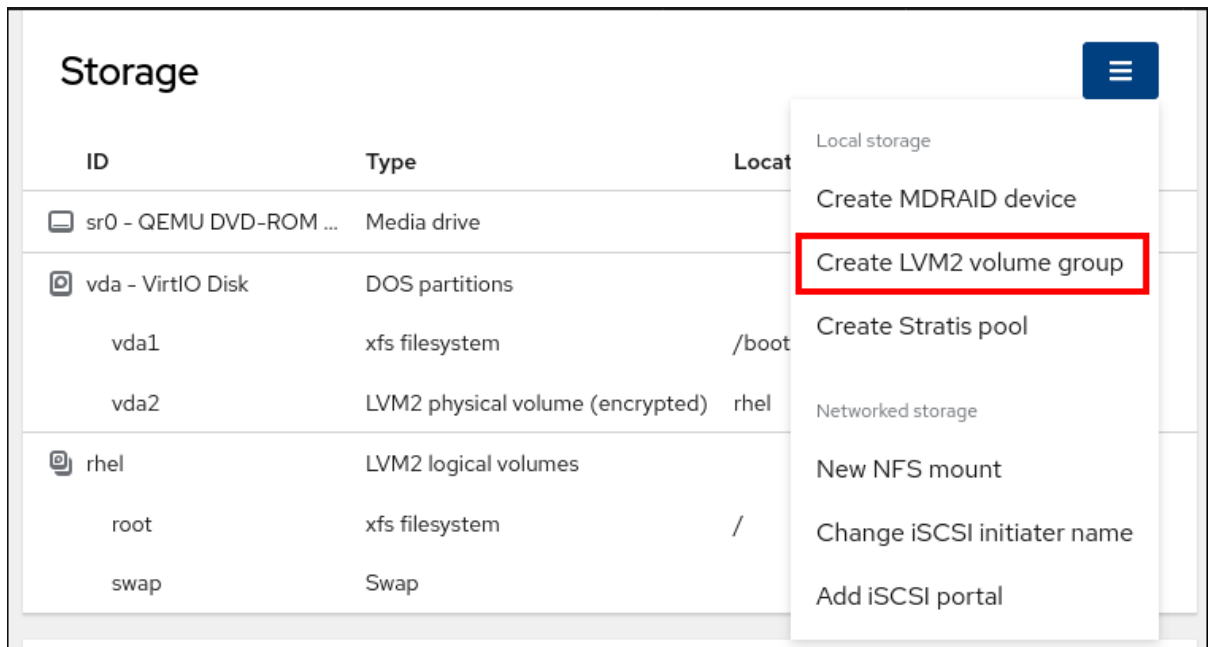 Storage
ID Type Locat
sr0 - QEMU DVD-ROM ... Media drive
vda - VirtIO Disk DOS partitions
vda1 xfs filesystem /boot
vda2 LVM2 physical volume (encrypted) rhel
rhel LVM2 logical volumes
root xfs filesystem /
swap Swap
Local storage
Create MDRAID device
Create LVM2 volume group
Create Stratis pool
Networked storage
New NFS mount
Change iSCSI initiater name
Add iSCSI portal